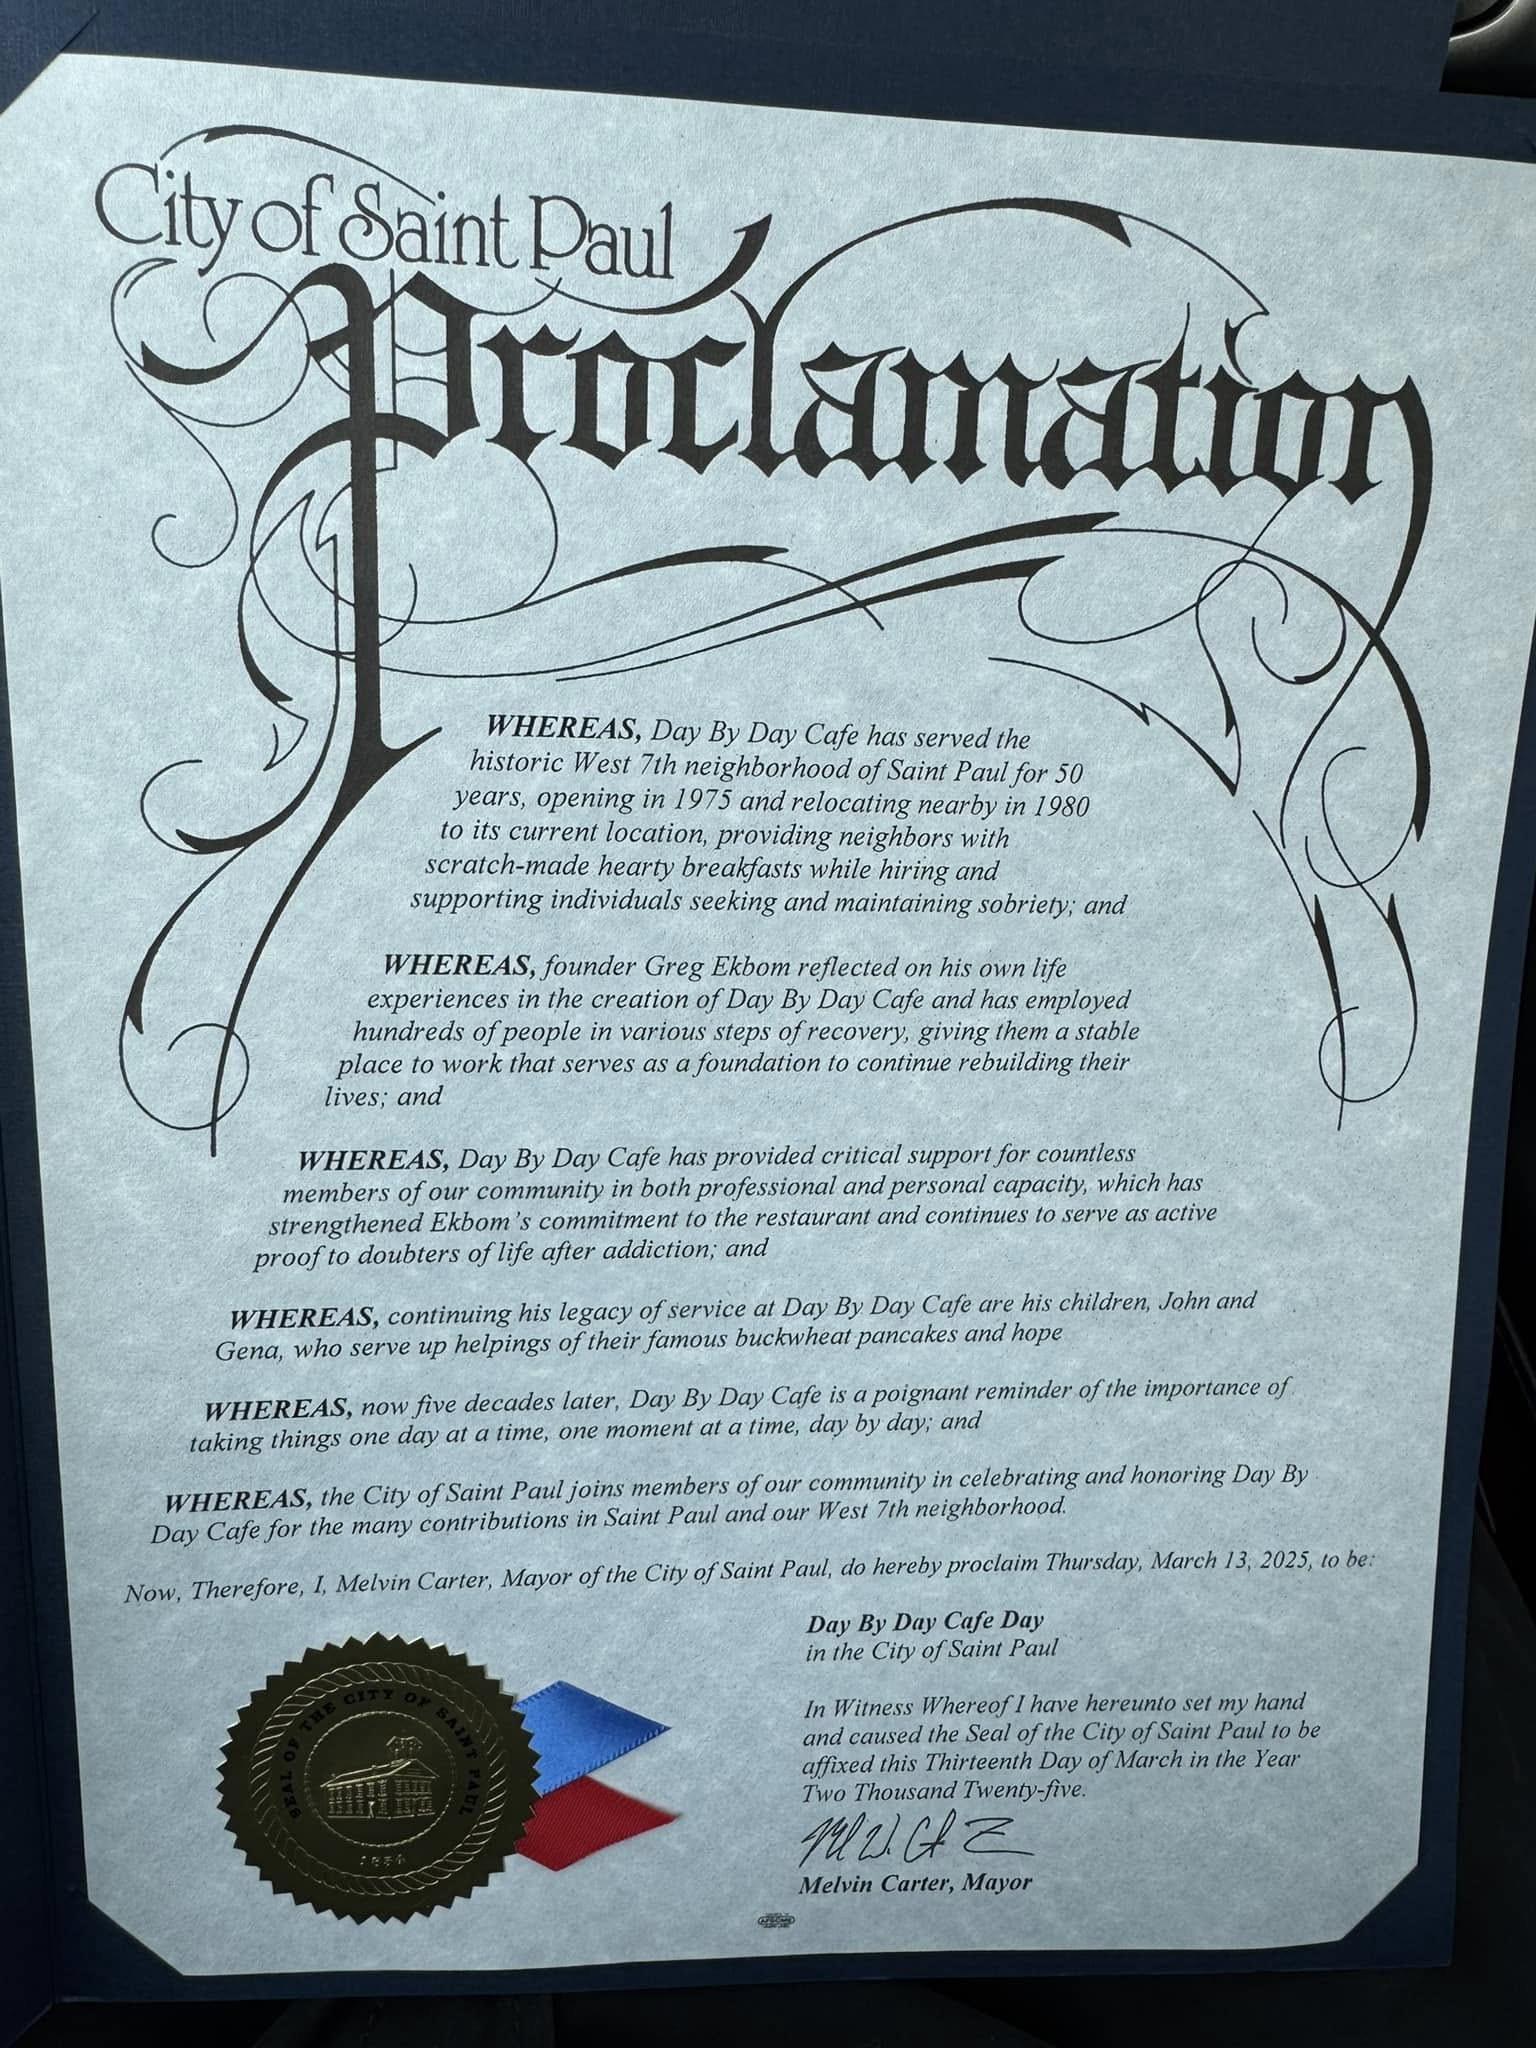 City of Saint Paul
Proclamation
WHEREAS, Day By Day Cafe has served the
historic West 7th neighborhood of Saint Paul for 50
years, opening in 1975 and relocating nearby in 1980
to its current location, providing neighbors with
scratch-made hearty breakfasts while hiring and
supporting individuals seeking and maintaining sobriety; and
WHEREAS, founder Greg Ekbom reflected on his own life
experiences in the creation of Day By Day Cafe and has employed
hundreds of people in various steps of recovery, giving them a stable
place to work that serves as a foundation to continue rebuilding their
lives; and
WHEREAS, Day By Day Cafe has provided critical support for countless
members of our community in both professional and personal capacity, which has
strengthened Ekbom's commitment to the restaurant and continues to serve as active
proof to doubters of life after addiction; and
WHEREAS, continuing his legacy of service at Day By Day Cafe are his children, John and
Gena, who serve up helpings of their famous buckwheat pancakes and hope
WHEREAS, now five decades later, Day By Day Cafe is a poignant reminder of the importance of
taking things one day at a time, one moment at a time, day by day; and
WHEREAS, the City of Saint Paul joins members of our community in celebrating and honoring Day By
Day Cafe for the many contributions in Saint Paul and our West 7th neighborhood.
Now, Therefore, I, Melvin Carter, Mayor of the City of Saint Paul, do hereby proclaim Thursday, March 13, 2025, to be:
Day By Day Cafe Day
in the City of Saint Paul
In Witness Whereof I have hereunto set my hand
and caused the Seal of the City of Saint Paul to be
affixed this Thirteenth Day of March in the Year
Two Thousand Twenty-five.
Melvin Carter, Mayor
SEAL OF THE CITY OF SAINT PAUL
1854